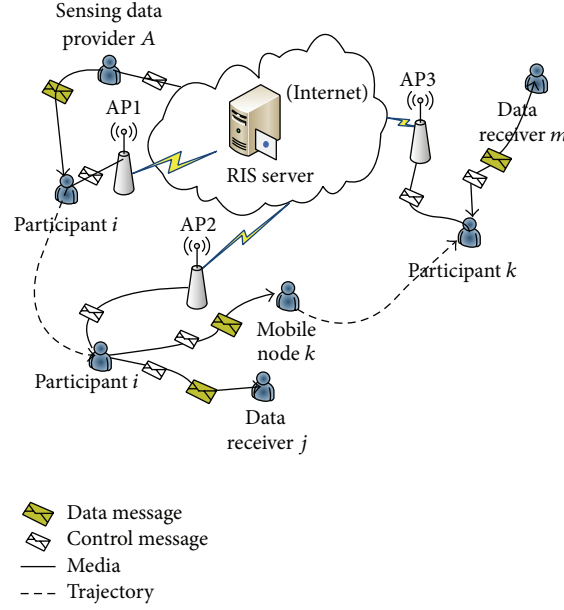 Sensing data
provider A
AP1
(Internet)
RIS server
AP3
Data
receiver m
Participant i
AP2
Participant k
Mobile
node k
Participant i
Data
receiver j
Data message
Control message
Media
Trajectory